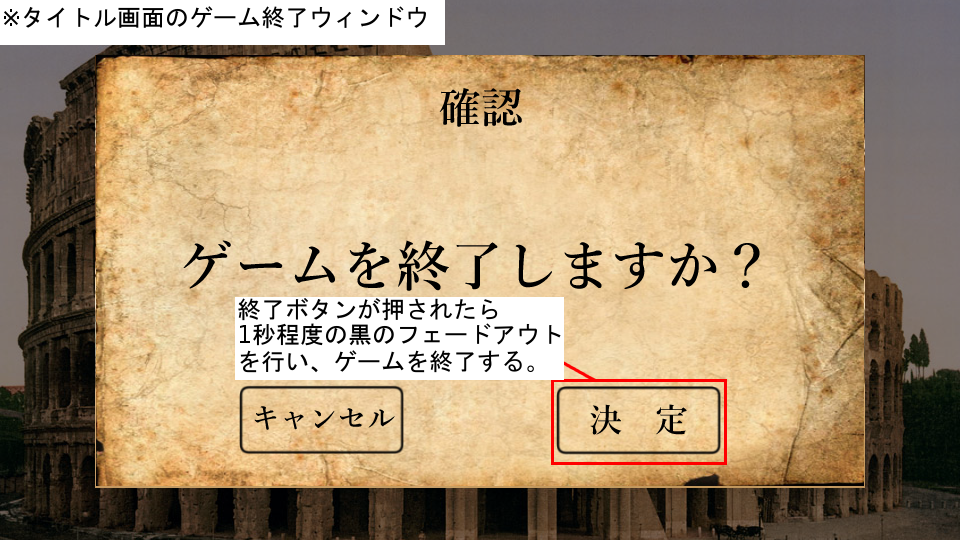 ※タイトル画面のゲーム終了ウィンドウ
確認
ゲームを終了しますか？
終了ボタンが押されたら
1秒程度の黒のフェードアウト
を行い、ゲームを終了する。
キャンセル
決　定